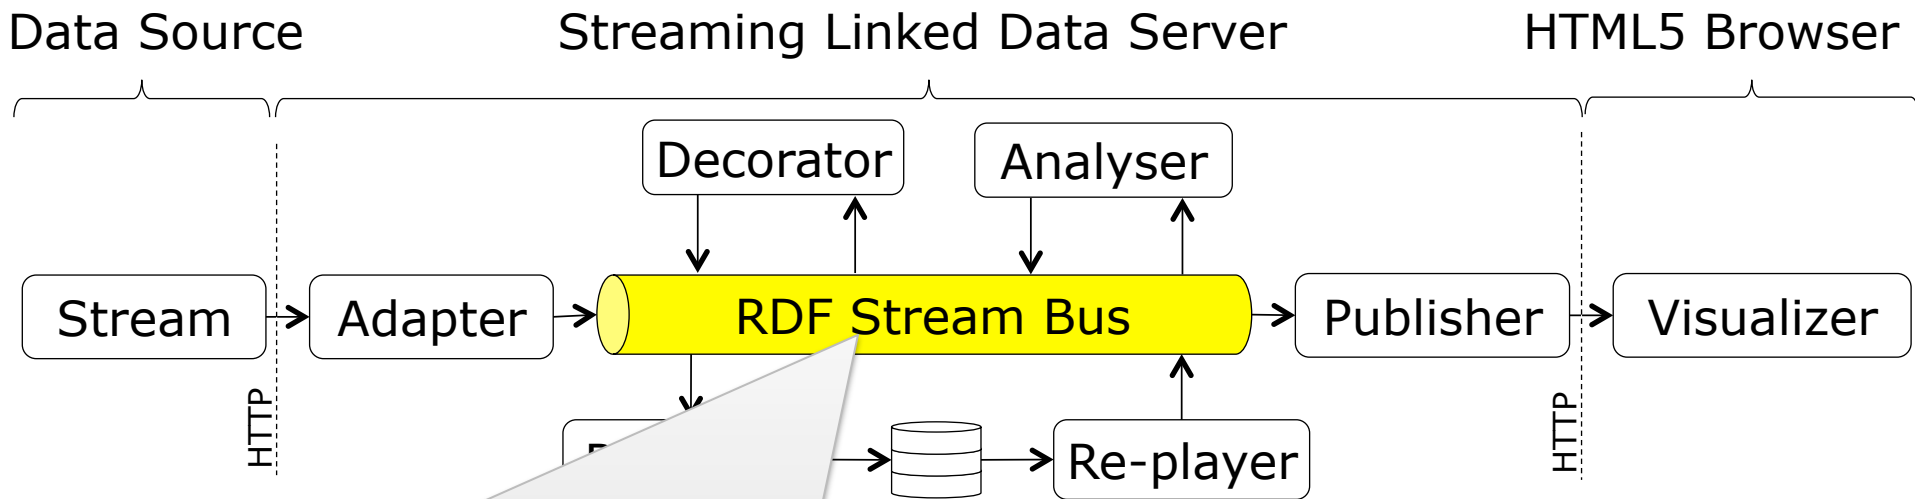 Data Source
Streaming Linked Data Server
HTML5 Browser
Decorator
Analyser
Stream
Adapter
RDF Stream Bus
Publisher
Visualizer
HTTP
HTTP
Re-player